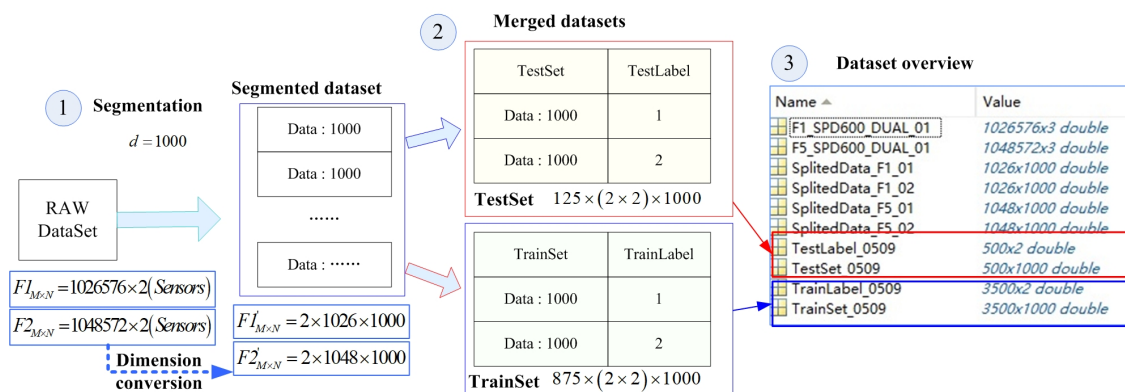 1
Segmentation
d = 1000
RAW
DataSet
F1_{M×N} = 1026576×2(Sensors)
F2_{M×N} = 1048572×2(Sensors)
Dimension
conversion
Segmented dataset
Data : 1000
Data : 1000
......
Data : ......
F1'_{M×N} = 2×1026×1000
F2'_{M×N} = 2×1048×1000
2
Merged datasets
TestSet TestLabel
Data : 1000 1
Data : 1000 2
TestSet 125×(2×2)×1000
TrainSet TrainLabel
Data : 1000 1
Data : 1000 2
TrainSet 875×(2×2)×1000
3
Dataset overview
Name Value
F1_SPD600_DUAL_01 1026576x3 double
F5_SPD600_DUAL_01 1048572x3 double
SplitedData_F1_01 1026x1000 double
SplitedData_F1_02 1026x1000 double
SplitedData_F5_01 1048x1000 double
SplitedData_F5_02 1048x1000 double
TestLabel_0509 500x2 double
TestSet_0509 500x1000 double
TrainLabel_0509 3500x2 double
TrainSet_0509 3500x1000 double